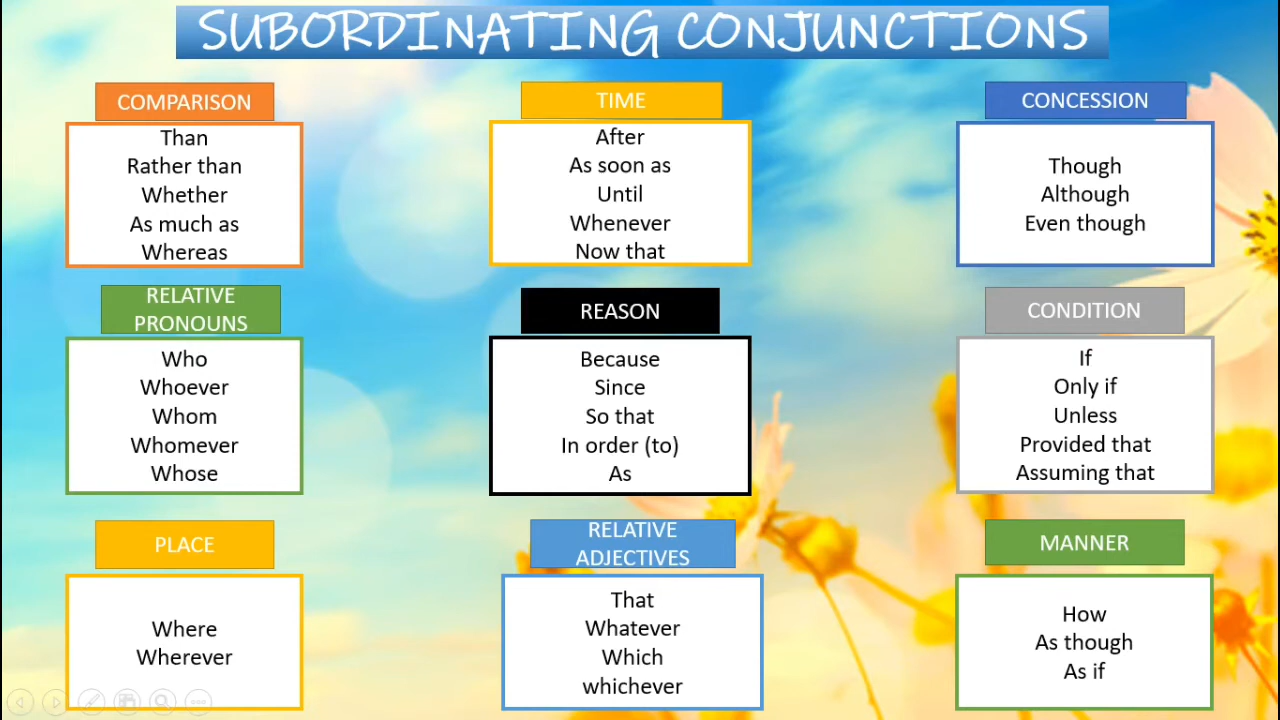 SUBORDINATING CONJUNCTIONS
COMPARISON
Than
Rather than
Whether
As much as
Whereas
TIME
After
As soon as
Until
Whenever
Now that
CONCESSION
Though
Although
Even though
RELATIVE
PRONOUNS
Who
Whoever
Whom
Whomever
Whose
REASON
Because
Since
So that
In order (to)
As
CONDITION
If
Only if
Unless
Provided that
Assuming that
PLACE
Where
Wherever
RELATIVE
ADJECTIVES
That
Whatever
Which
whichever
MANNER
How
As though
As if